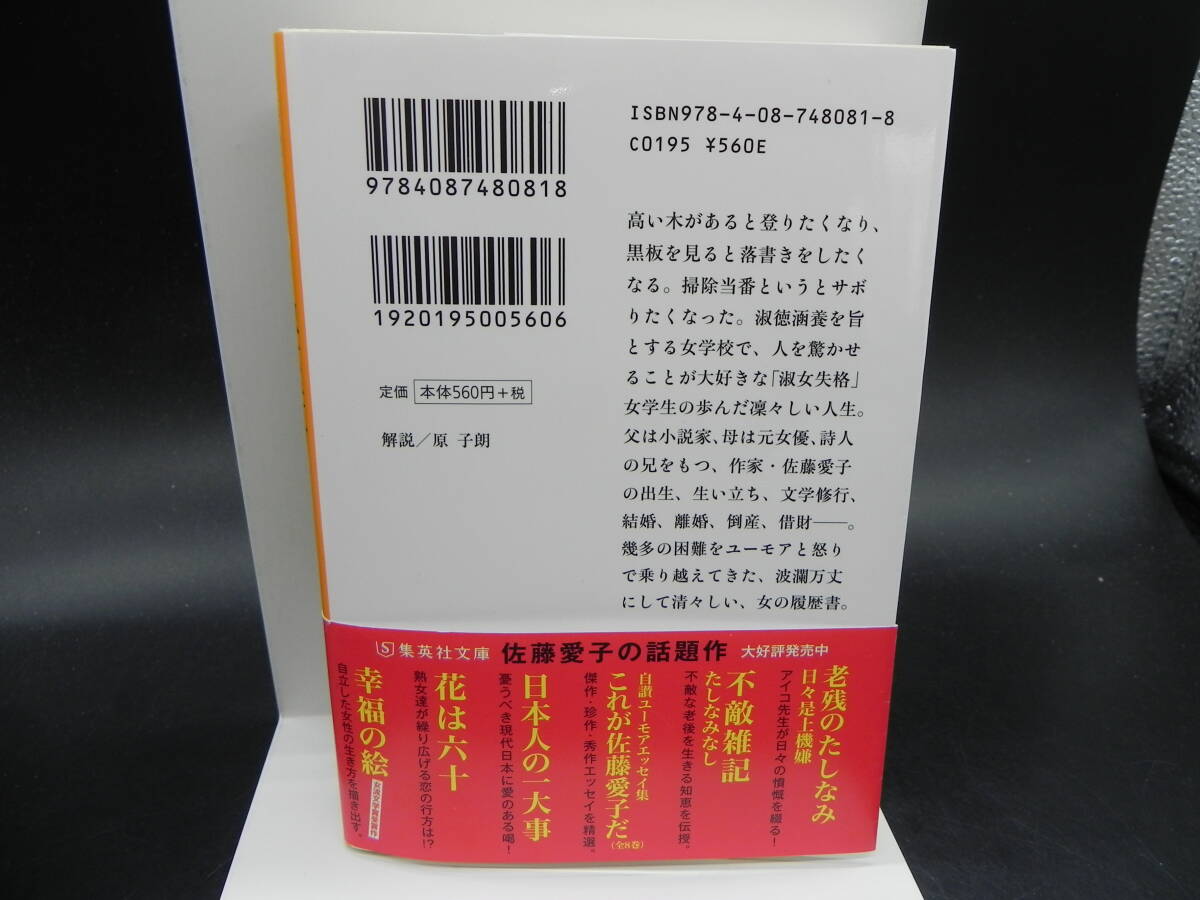 9784087480818
1920195005606
定価 本体560円+税
解説／原 子朗
ISBN978-4-08-748081-8
C0195 ¥560E
高い木があると登りたくなり、
黒板を見ると落書きをしたく
なる。掃除当番というとサボ
りたくなった。淑徳涵養を旨
とする女学校で、人を驚かせ
ることが大好きな「淑女失格」
女学生の歩んだ凜々しい人生。
父は小説家、母は元女優、詩人
の兄をもつ、作家・佐藤愛子
の出生、生い立ち、文学修行、
結婚、離婚、倒産、借財――。
幾多の困難をユーモアと怒り
で乗り越えてきた、波瀾万丈
にして清々しい、女の履歴書。
S 集英社文庫 佐藤愛子の話題作 大好評発売中
老残のたしなみ
日々是上機嫌
アイコ先生が日々の憤慨を綴る！
不敵雑記
たしなみなし
不敵な老後を生きる知恵を伝授。
自讃ユーモアエッセイ集
これが佐藤愛子だ（全8巻）
傑作・珍作・秀作エッセイを精選。
日本人の一大事
憂うべき現代日本に愛のある喝！
花は六十
熟女達が繰り広げる恋の行方は!?
幸福の絵 女流文学賞受賞作
自立した女性の生き方を描き出す。